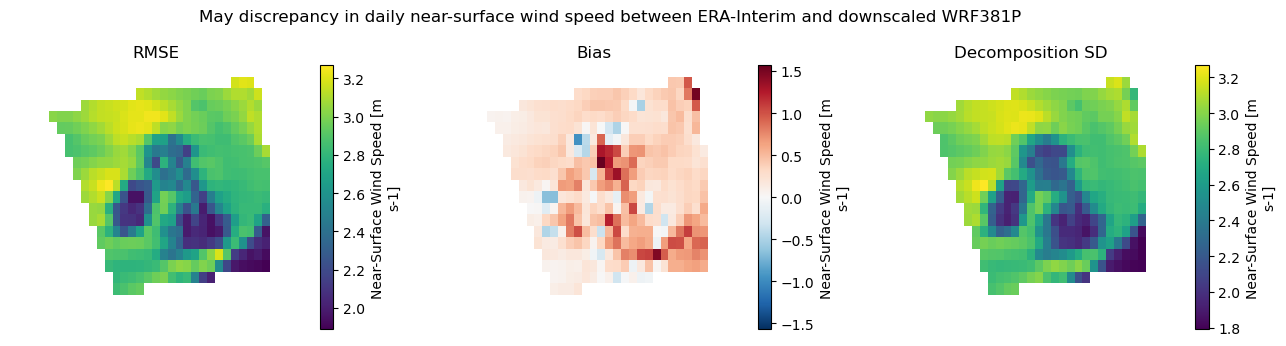 May discrepancy in daily near-surface wind speed between ERA-Interim and downscaled WRF381P
RMSE
3.2
3.0
2.8
2.6
2.4
2.2
2.0
Near-Surface Wind Speed [m
s-1]
Bias
1.5
1.0
0.5
0.0
−0.5
−1.0
−1.5
Near-Surface Wind Speed [m
s-1]
Decomposition SD
3.2
3.0
2.8
2.6
2.4
2.2
2.0
1.8
Near-Surface Wind Speed [m
s-1]